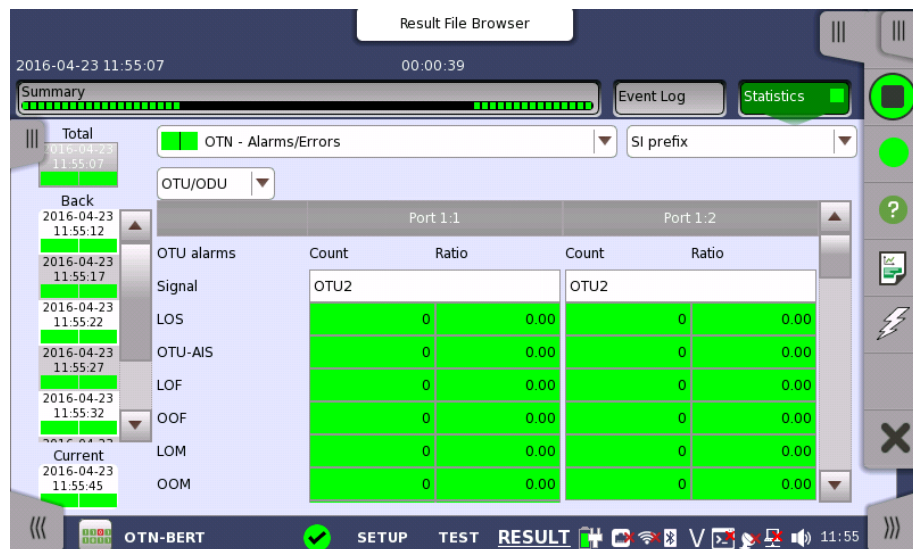 Result File Browser
2016-04-23 11:55:07 00:00:39
Summary Event Log Statistics
Total
2016-04-23
11:55:07
Back
2016-04-23
11:55:12
2016-04-23
11:55:17
2016-04-23
11:55:22
2016-04-23
11:55:27
2016-04-23
11:55:32
Current
2016-04-23
11:55:45
OTN - Alarms/Errors SI prefix
OTU/ODU
Port 1:1 Port 1:2
OTU alarms Count Ratio Count Ratio
Signal OTU2 OTU2
LOS 0 0.00 0 0.00
OTU-AIS 0 0.00 0 0.00
LOF 0 0.00 0 0.00
OOF 0 0.00 0 0.00
LOM 0 0.00 0 0.00
OOM 0 0.00 0 0.00
OTN-BERT SETUP TEST RESULT V 11:55